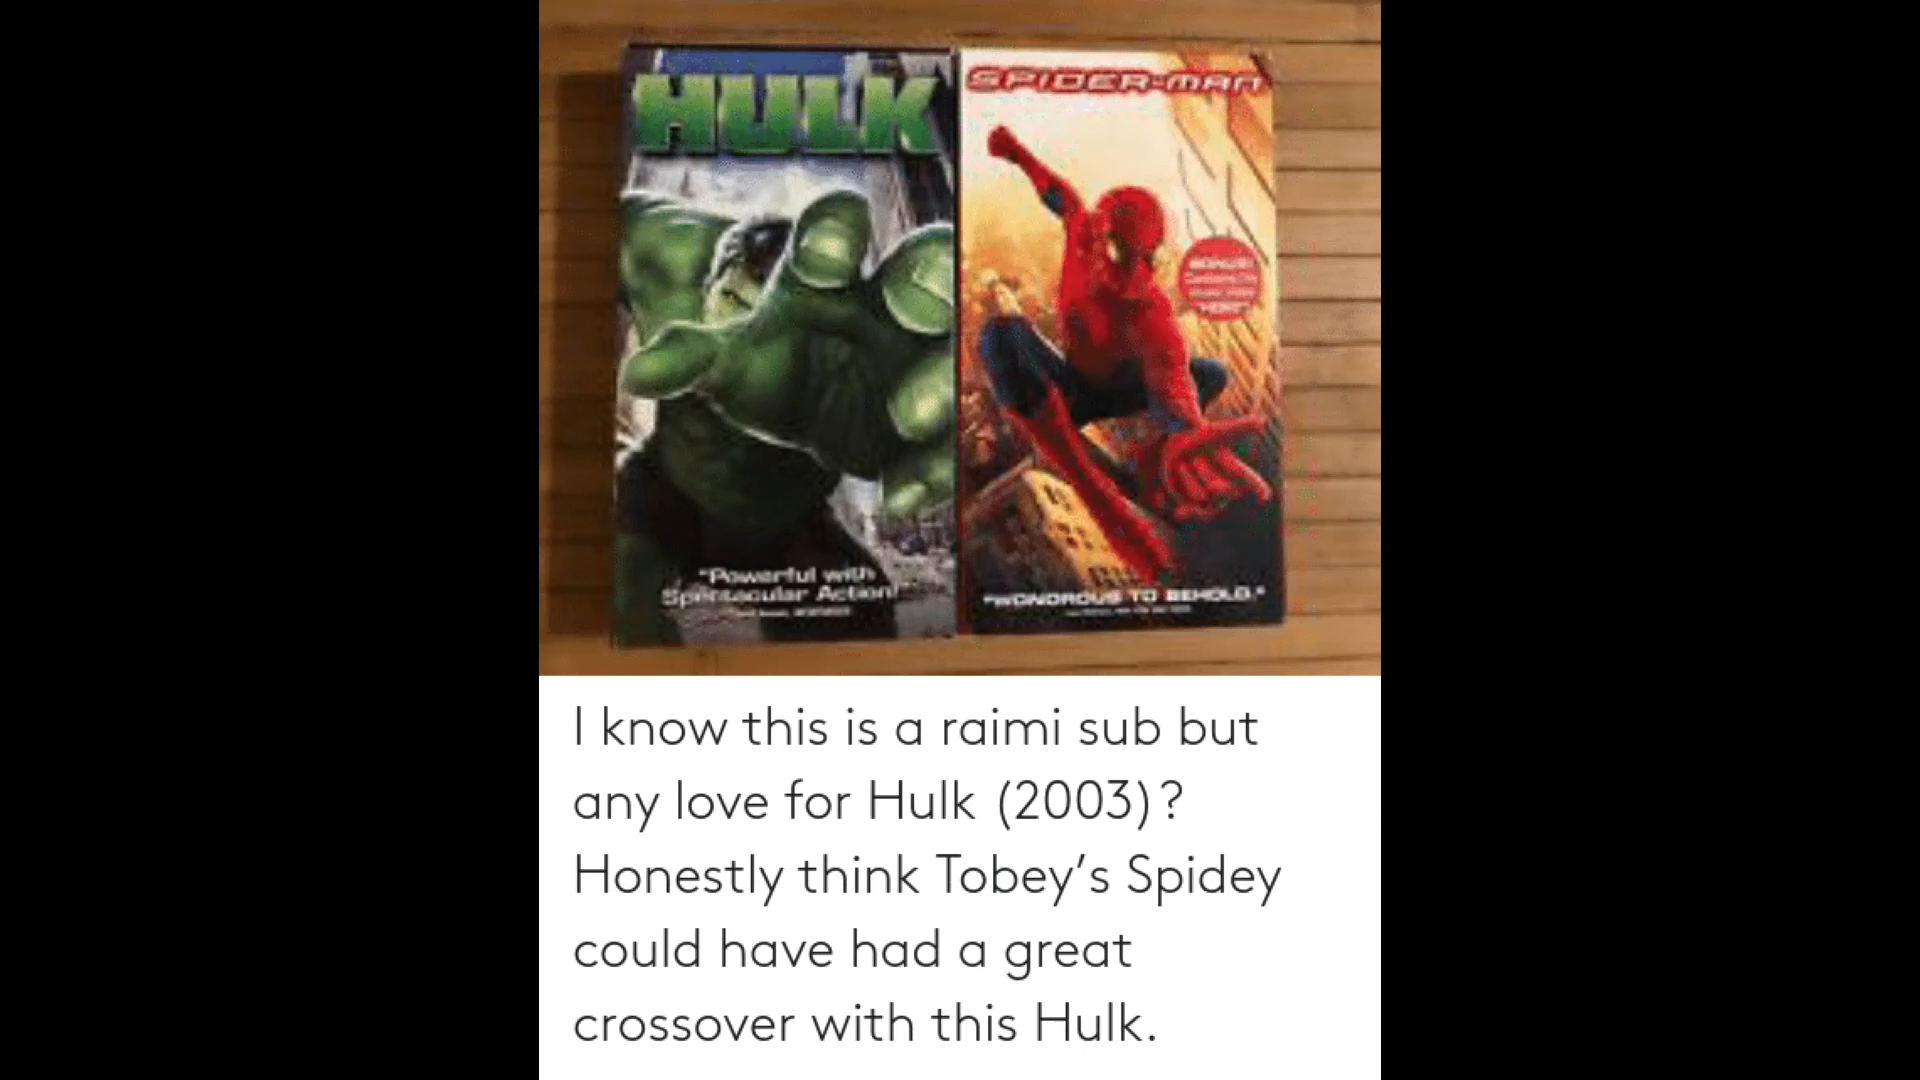 HULK
SPIDER-MAN
BONUS!
"Powerful with
Spectacular Action!"
"WONDROUS TO BEHOLD."
I know this is a raimi sub but
any love for Hulk (2003)?
Honestly think Tobey’s Spidey
could have had a great
crossover with this Hulk.